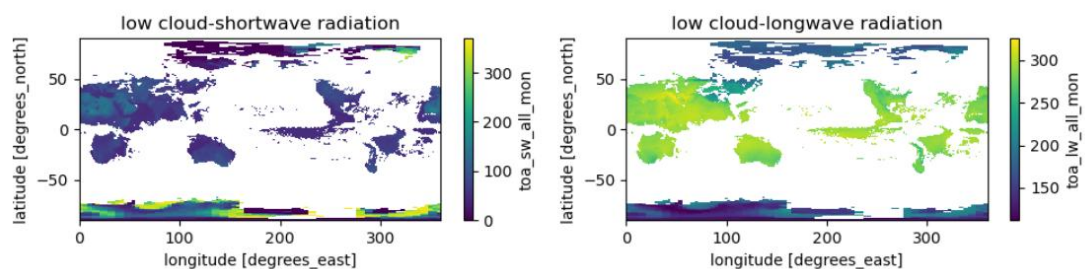 low cloud-shortwave radiation
latitude [degrees_north]
50
0
−50
0
100
200
300
longitude [degrees_east]
300
200
100
0
toa_sw_all_mon
low cloud-longwave radiation
latitude [degrees_north]
50
0
−50
0
100
200
300
longitude [degrees_east]
300
250
200
150
toa_lw_all_mon